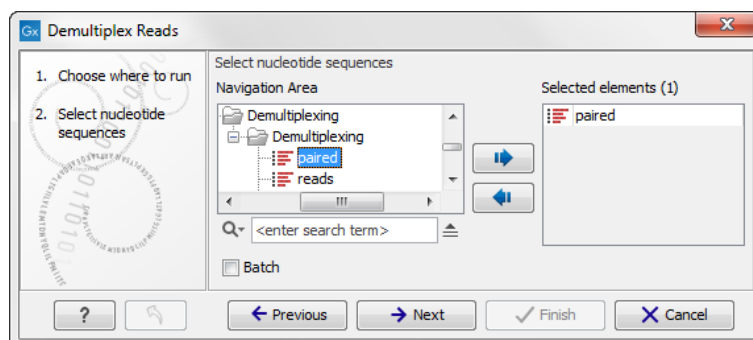 Gx Demultiplex Reads
1. Choose where to run
2. Select nucleotide
sequences
Select nucleotide sequences
Navigation Area
Demultiplexing
Demultiplexing
paired
reads
<enter search term>
Batch
Selected elements (1)
paired
? Previous Next Finish Cancel